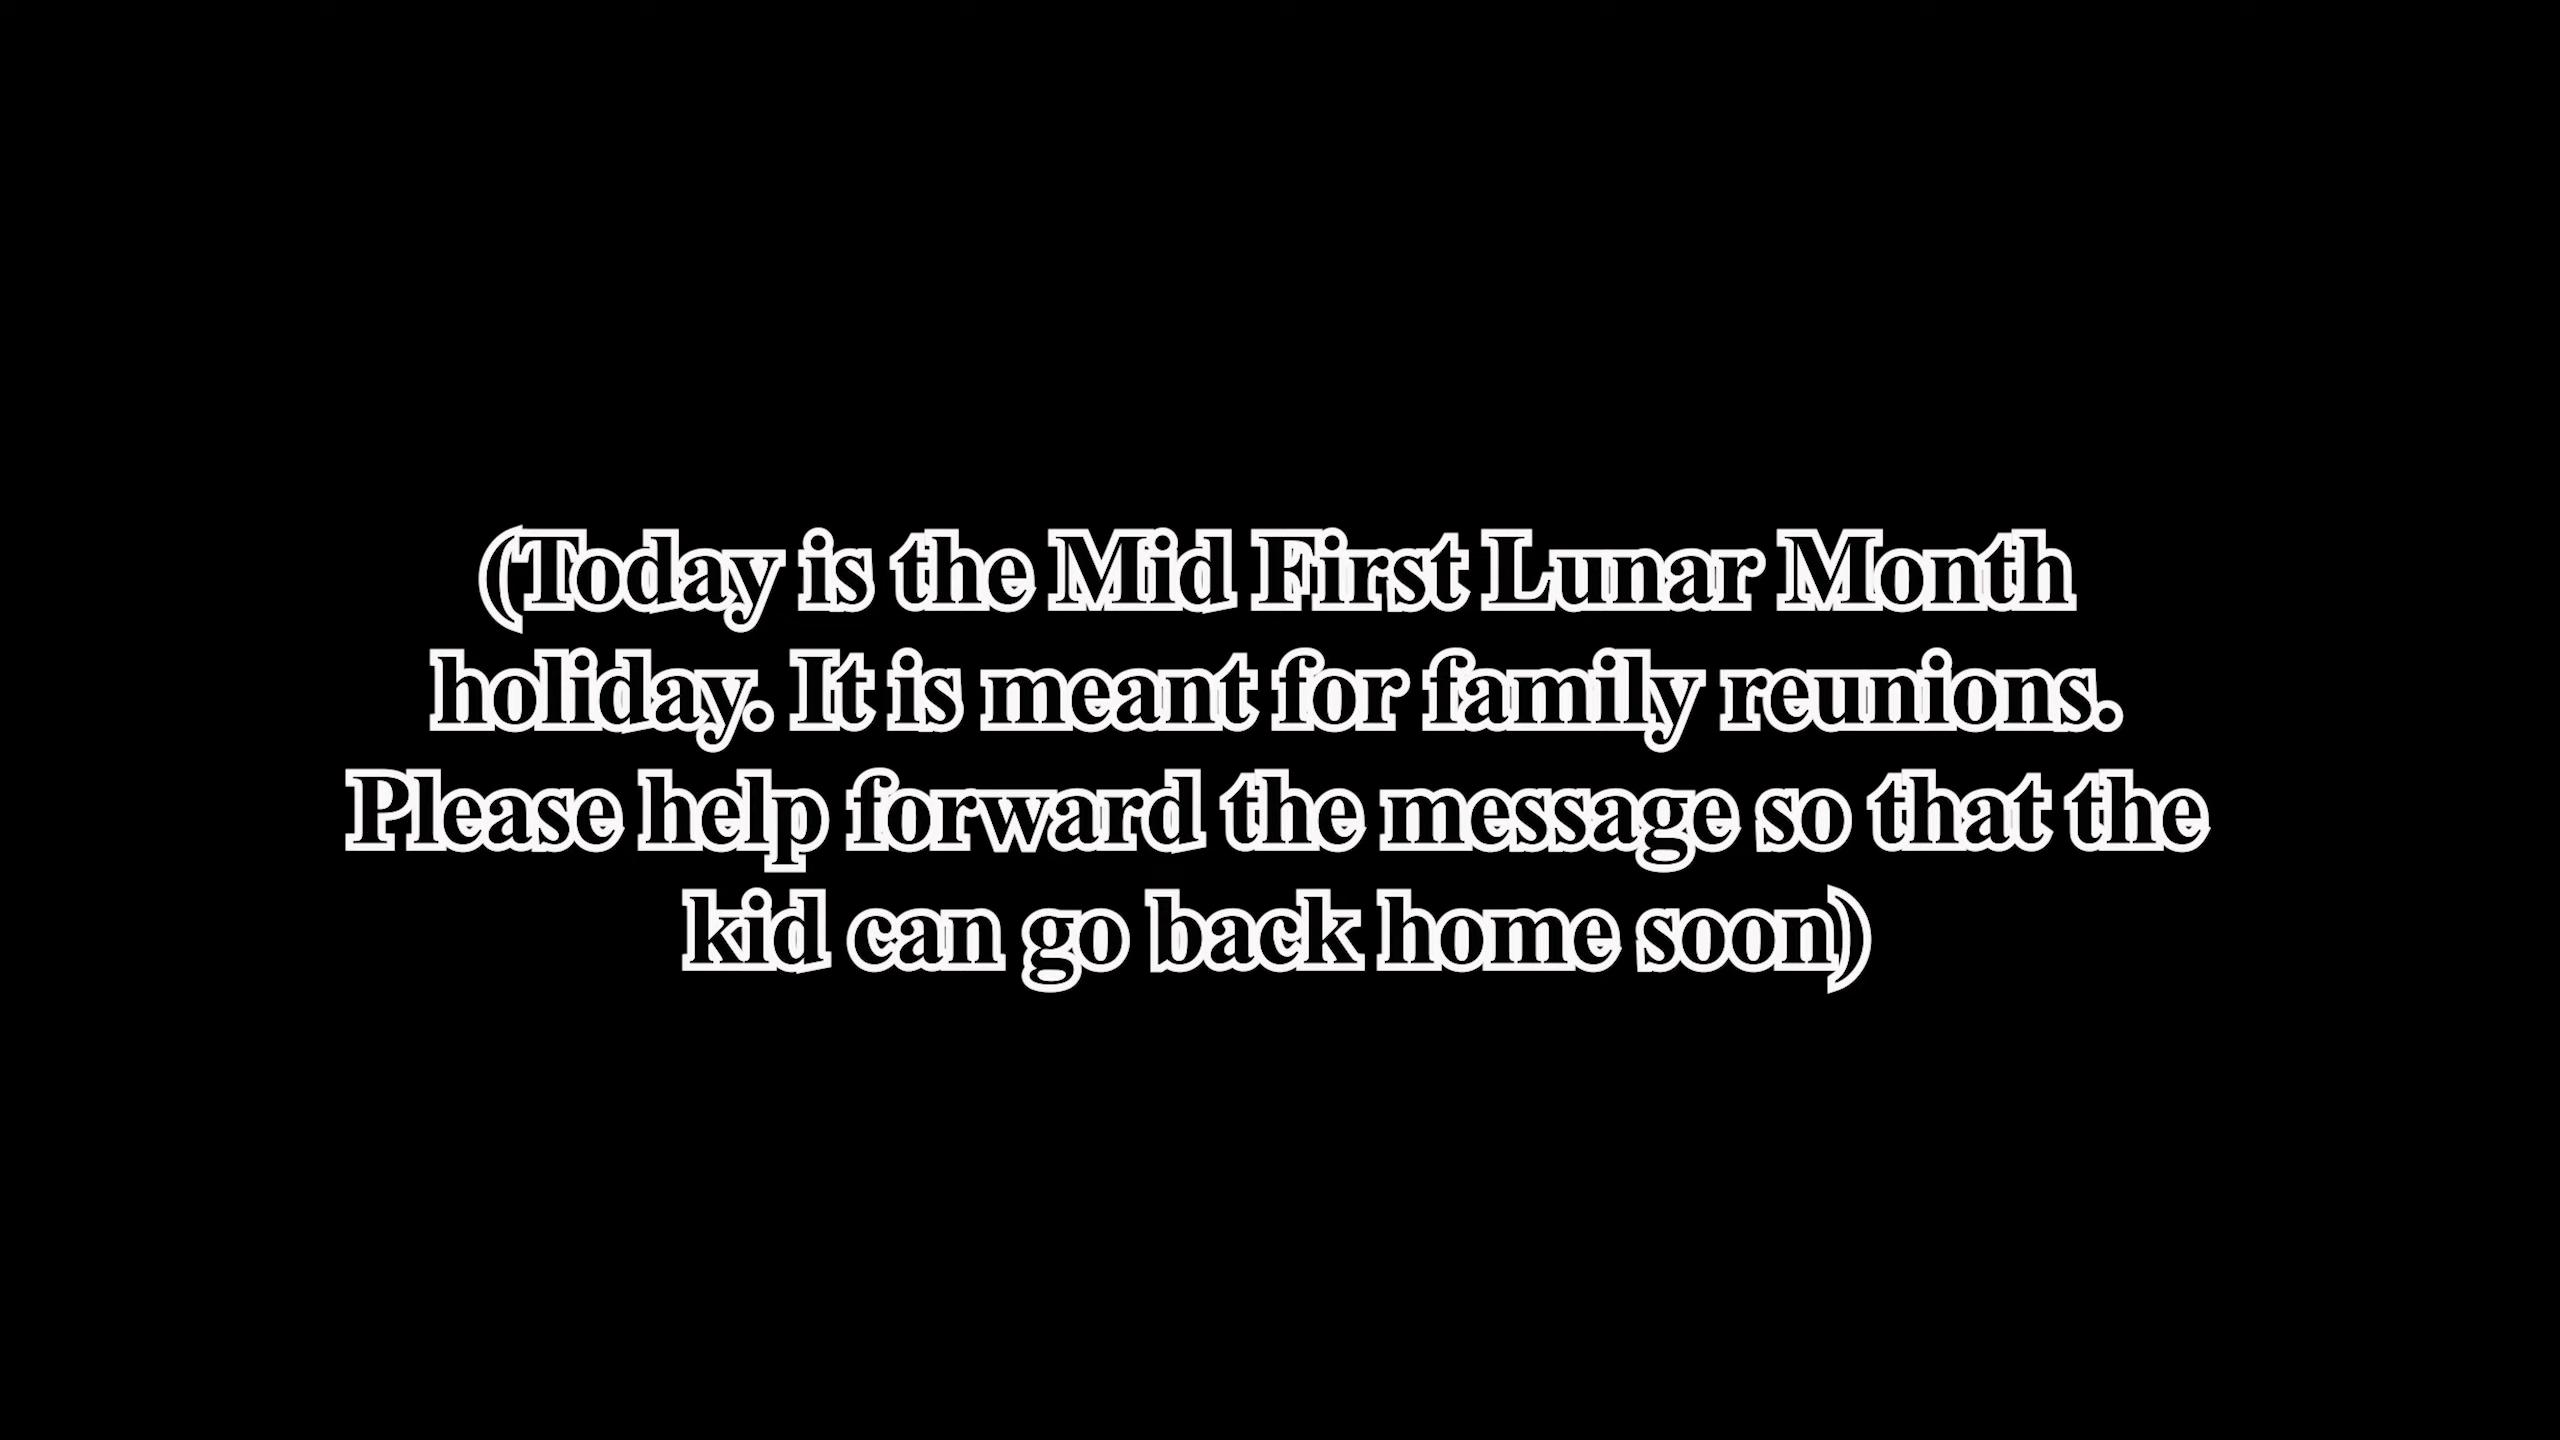 (Today is the Mid First Lunar Month
holiday. It is meant for family reunions.
Please help forward the message so that the
kid can go back home soon)